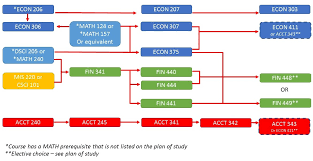 *ECON 206
ECON 207
ECON 303
ECON 306
*MATH 124 or
*MATH 157
Or equivalent
ECON 307
ECON 411
or
ACCT 343**
*DSCI 205 or
*MATH 240
ECON 375
MIS 220 or
CSCI 101
FIN 341
FIN 440
FIN 444
FIN 441
FIN 448**
OR
FIN 449**
ACCT 240
ACCT 245
ACCT 341
ACCT 342
ACCT 343
Or ECON 411**
*Course has a MATH prerequisite that is not listed on the plan of study
**Elective choice – see plan of study